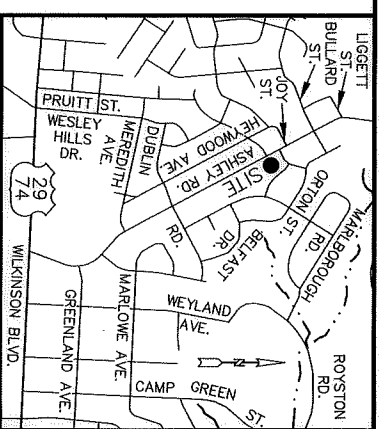 LIGGETT
ST.
BULLARD
ST.
JOY
ST.
PRUITT ST.
WESLEY
HILLS
DR.
MEREDITH
AVE.
DUBLIN
RD.
HEYWOOD AVE.
ASHLEY RD.
SITE
ORTON
ST.
MARLBOROUGH
RD.
BELFAST
DR.
ROYSTON
RD.
WEYLAND
AVE.
29
74
WILKINSON BLVD.
GREENLAND AVE.
MARLOWE AVE.
CAMP GREEN
ST.
N